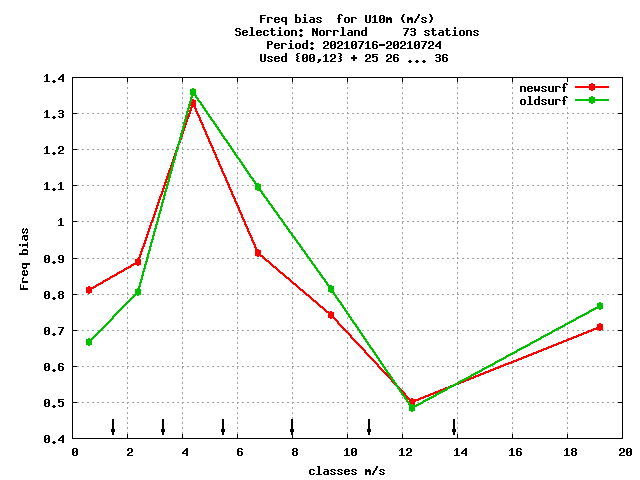 Freq bias  for U10m (m/s)
Selection: Norrland     73 stations
Period: 20210716-20210724
Used {00,12} + 25 26 ... 36
newsurf
oldsurf
1.4
1.3
1.2
1.1
1
0.9
0.8
0.7
0.6
0.5
0.4
Freq bias
0 2 4 6 8 10 12 14 16 18 20
classes m/s